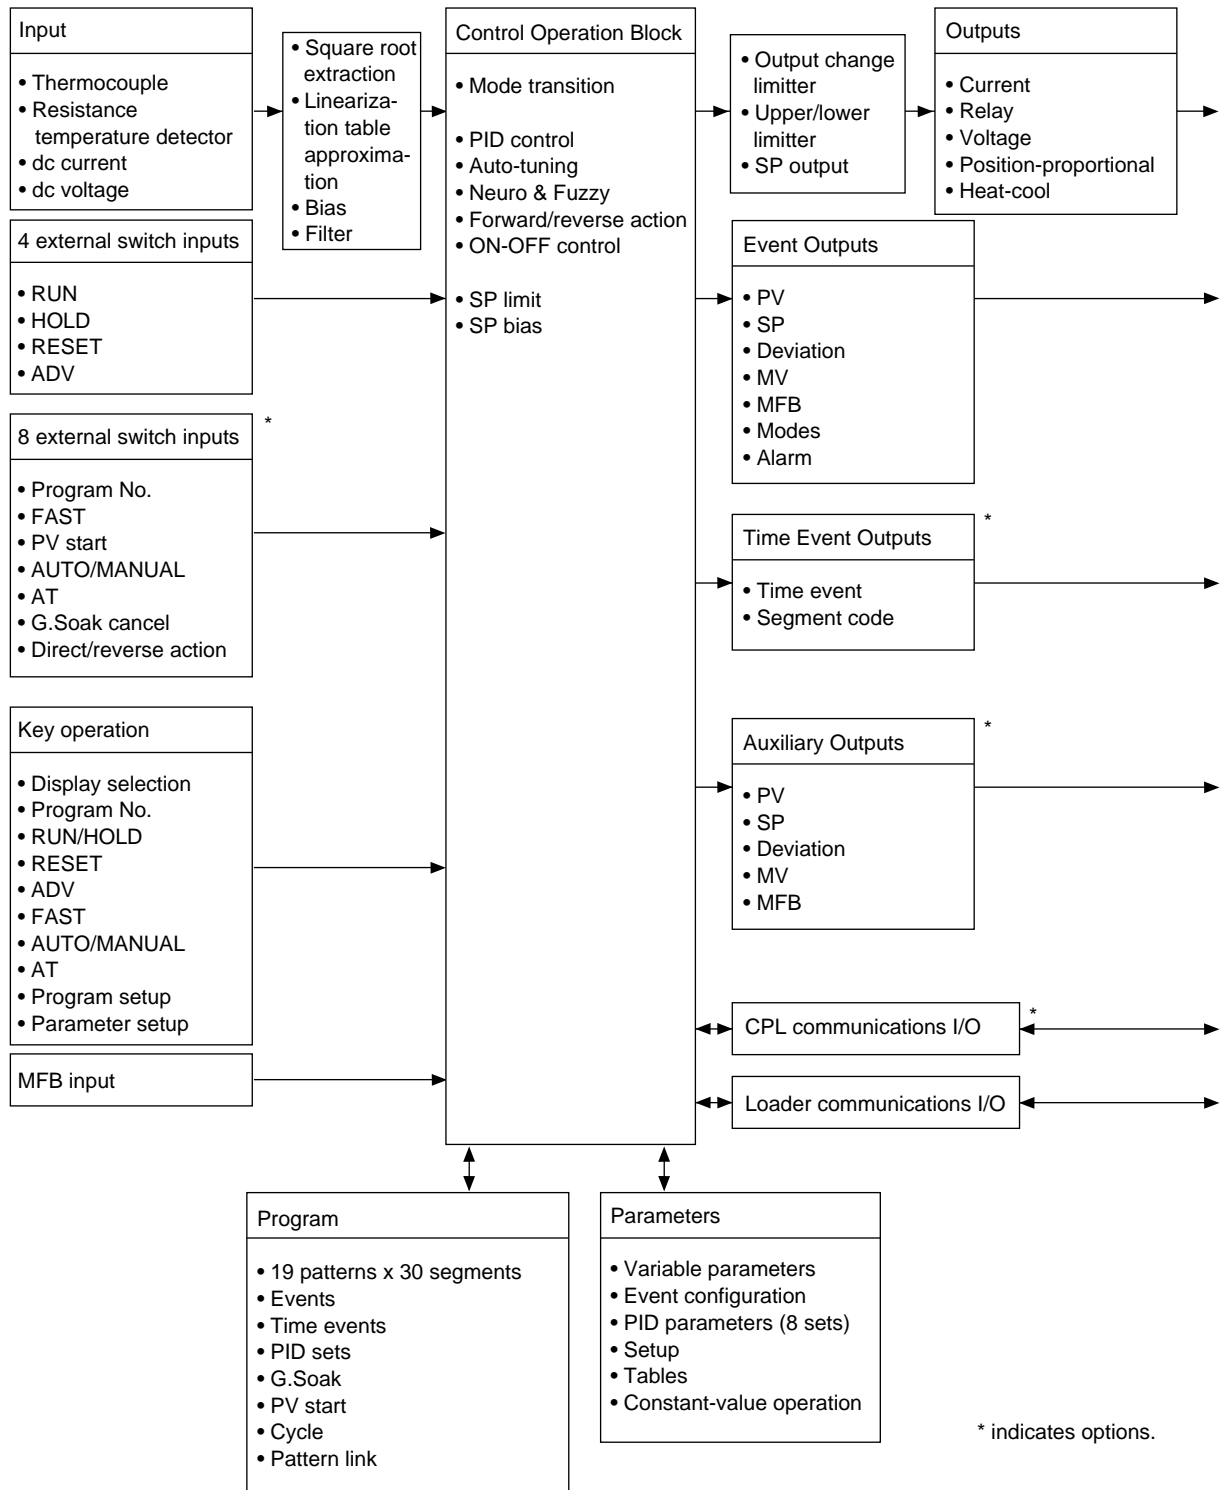 Input
• Thermocouple
• Resistance
temperature detector
• dc current
• dc voltage
• Square root
extraction
• Lineariza-
tion table
approxima-
tion
• Bias
• Filter
Control Operation Block
• Mode transition
• PID control
• Auto-tuning
• Neuro & Fuzzy
• Forward/reverse action
• ON-OFF control
• SP limit
• SP bias
• Output change
limitter
• Upper/lower
limitter
• SP output
Outputs
• Current
• Relay
• Voltage
• Position-proportional
• Heat-cool
4 external switch inputs
• RUN
• HOLD
• RESET
• ADV
Event Outputs
• PV
• SP
• Deviation
• MV
• MFB
• Modes
• Alarm
8 external switch inputs
*
• Program No.
• FAST
• PV start
• AUTO/MANUAL
• AT
• G.Soak cancel
• Direct/reverse action
Time Event Outputs
*
• Time event
• Segment code
Key operation
• Display selection
• Program No.
• RUN/HOLD
• RESET
• ADV
• FAST
• AUTO/MANUAL
• AT
• Program setup
• Parameter setup
Auxiliary Outputs
*
• PV
• SP
• Deviation
• MV
• MFB
CPL communications I/O
*
MFB input
Loader communications I/O
Program
• 19 patterns x 30 segments
• Events
• Time events
• PID sets
• G.Soak
• PV start
• Cycle
• Pattern link
Parameters
• Variable parameters
• Event configuration
• PID parameters (8 sets)
• Setup
• Tables
• Constant-value operation
* indicates options.